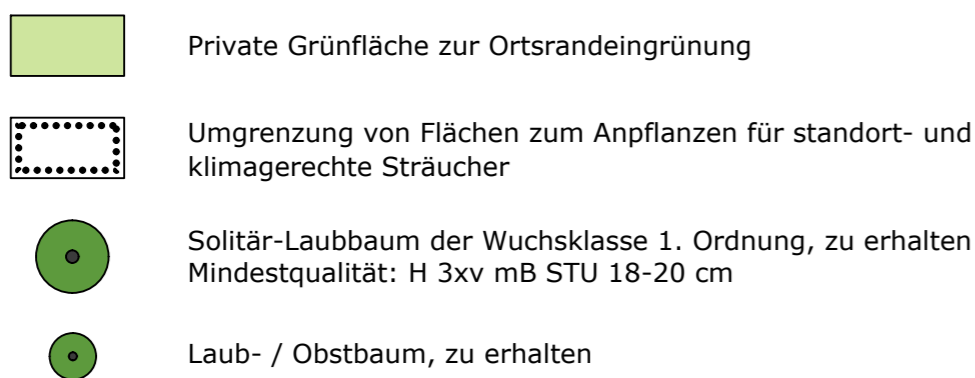 Private Grünfläche zur Ortsrandeingrünung
Umgrenzung von Flächen zum Anpflanzen für standort- und
klimagerechte Sträucher
Solitär-Laubbaum der Wuchsklasse 1. Ordnung, zu erhalten
Mindestqualität: H 3xv mB STU 18-20 cm
Laub- / Obstbaum, zu erhalten